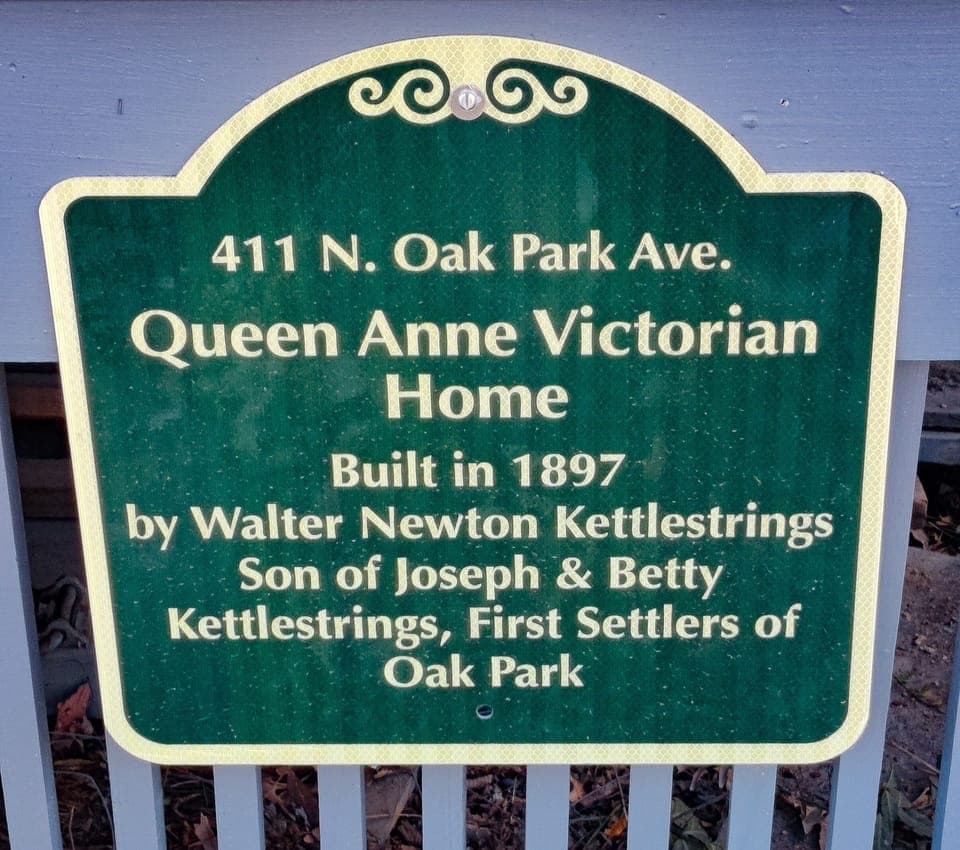 411 N. Oak Park Ave.
Queen Anne Victorian
Home
Built in 1897
by Walter Newton Kettlestrings
Son of Joseph & Betty
Kettlestrings, First Settlers of
Oak Park